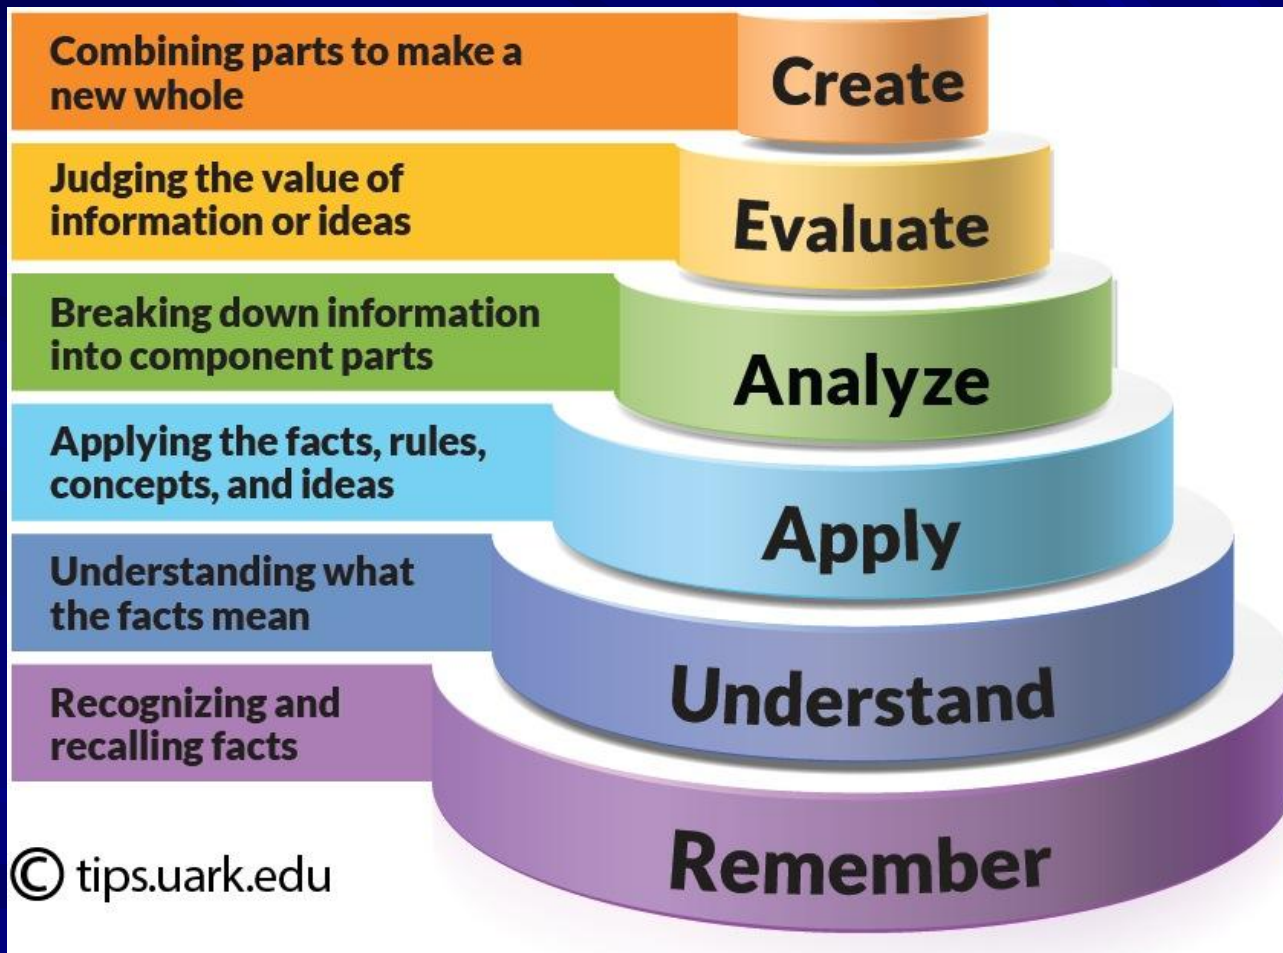 Combining parts to make a
new whole
Create
Judging the value of
information or ideas
Evaluate
Breaking down information
into component parts
Analyze
Applying the facts, rules,
concepts, and ideas
Apply
Understanding what
the facts mean
Understand
Recognizing and
recalling facts
Remember
© tips.uark.edu